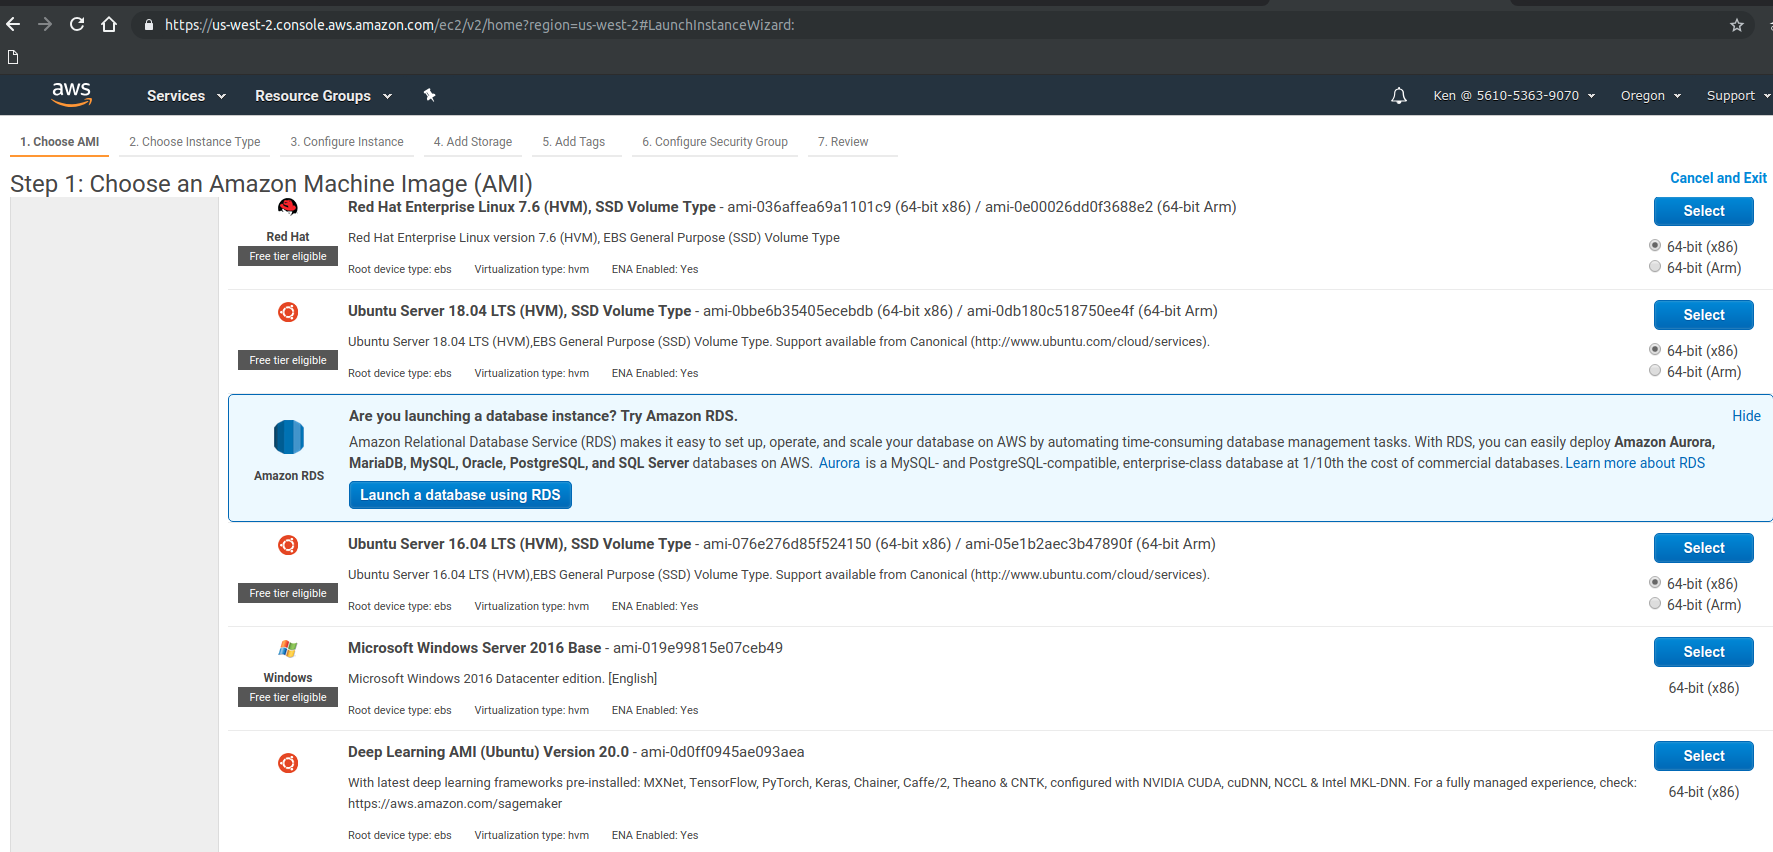 https://us-west-2.console.aws.amazon.com/ec2/v2/home?region=us-west-2#LaunchInstanceWizard:
aws Services Resource Groups Ken @ 5610-5363-9070 Oregon Support
1. Choose AMI 2. Choose Instance Type 3. Configure Instance 4. Add Storage 5. Add Tags 6. Configure Security Group 7. Review
Step 1: Choose an Amazon Machine Image (AMI)
Cancel and Exit
Red Hat
Free tier eligible
Red Hat Enterprise Linux 7.6 (HVM), SSD Volume Type - ami-036affea69a1101c9 (64-bit x86) / ami-0e00026dd0f3688e2 (64-bit Arm)
Red Hat Enterprise Linux version 7.6 (HVM), EBS General Purpose (SSD) Volume Type
Root device type: ebs Virtualization type: hvm ENA Enabled: Yes
Select
64-bit (x86)
64-bit (Arm)
Free tier eligible
Ubuntu Server 18.04 LTS (HVM), SSD Volume Type - ami-0bbe6b35405ecebdb (64-bit x86) / ami-0db180c518750ee4f (64-bit Arm)
Ubuntu Server 18.04 LTS (HVM),EBS General Purpose (SSD) Volume Type. Support available from Canonical (http://www.ubuntu.com/cloud/services).
Root device type: ebs Virtualization type: hvm ENA Enabled: Yes
Select
64-bit (x86)
64-bit (Arm)
Amazon RDS
Are you launching a database instance? Try Amazon RDS.
Hide
Amazon Relational Database Service (RDS) makes it easy to set up, operate, and scale your database on AWS by automating time-consuming database management tasks. With RDS, you can easily deploy Amazon Aurora,
MariaDB, MySQL, Oracle, PostgreSQL, and SQL Server databases on AWS. Aurora is a MySQL- and PostgreSQL-compatible, enterprise-class database at 1/10th the cost of commercial databases. Learn more about RDS
Launch a database using RDS
Free tier eligible
Ubuntu Server 16.04 LTS (HVM), SSD Volume Type - ami-076e276d85f524150 (64-bit x86) / ami-05e1b2aec3b47890f (64-bit Arm)
Ubuntu Server 16.04 LTS (HVM),EBS General Purpose (SSD) Volume Type. Support available from Canonical (http://www.ubuntu.com/cloud/services).
Root device type: ebs Virtualization type: hvm ENA Enabled: Yes
Select
64-bit (x86)
64-bit (Arm)
Windows
Free tier eligible
Microsoft Windows Server 2016 Base - ami-019e99815e07ceb49
Microsoft Windows 2016 Datacenter edition. [English]
Root device type: ebs Virtualization type: hvm ENA Enabled: Yes
Select
64-bit (x86)
Deep Learning AMI (Ubuntu) Version 20.0 - ami-0d0ff0945ae093aea
With latest deep learning frameworks pre-installed: MXNet, TensorFlow, PyTorch, Keras, Chainer, Caffe/2, Theano & CNTK, configured with NVIDIA CUDA, cuDNN, NCCL & Intel MKL-DNN. For a fully managed experience, check:
https://aws.amazon.com/sagemaker
Root device type: ebs Virtualization type: hvm ENA Enabled: Yes
Select
64-bit (x86)